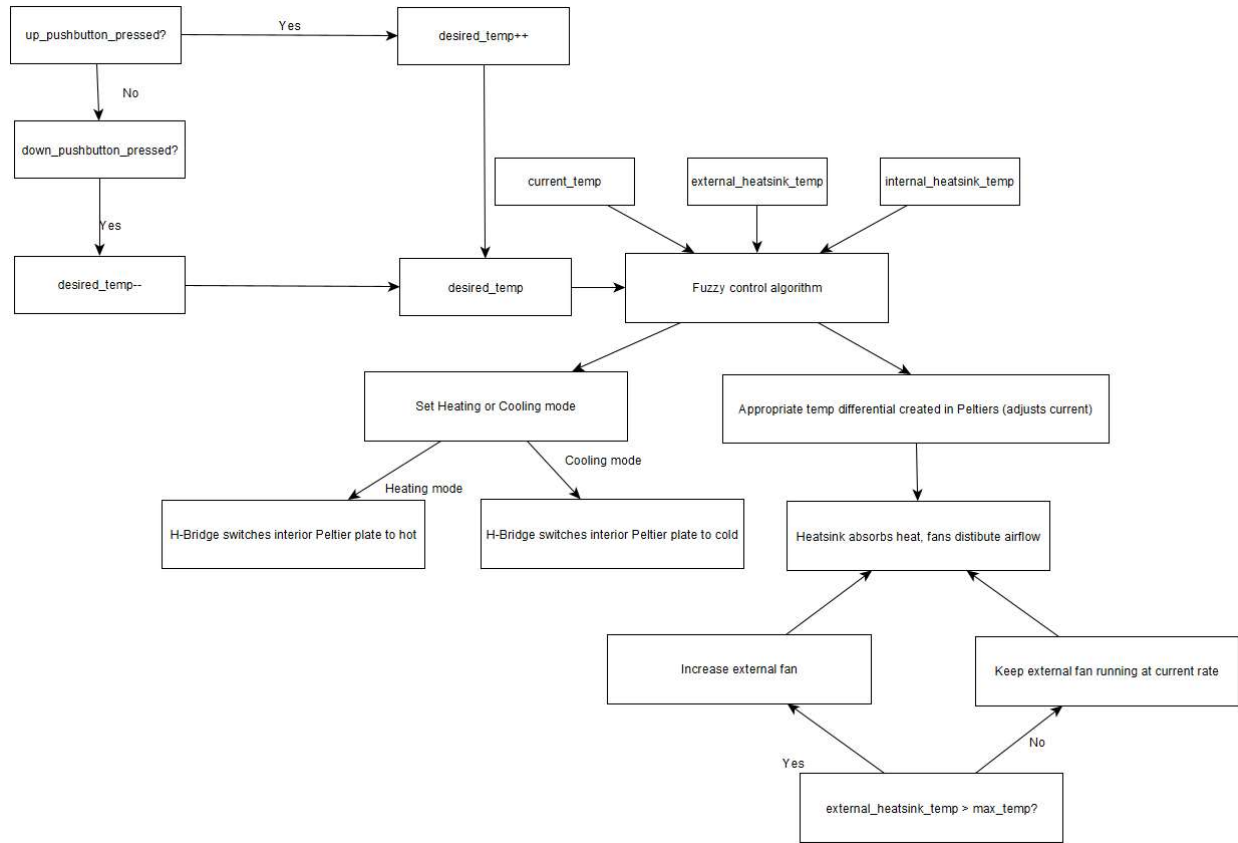 up_pushbutton_pressed?
Yes
desired_temp++
No
down_pushbutton_pressed?
current_temp
external_heatsink_temp
internal_heatsink_temp
Yes
desired_temp--
desired_temp
Fuzzy control algorithm
Set Heating or Cooling mode
Appropriate temp differential created in Peltiers (adjusts current)
Cooling mode
Heating mode
H-Bridge switches interior Peltier plate to hot
H-Bridge switches interior Peltier plate to cold
Heatsink absorbs heat, fans distibute airflow
Increase external fan
Keep external fan running at current rate
No
Yes
external_heatsink_temp > max_temp?